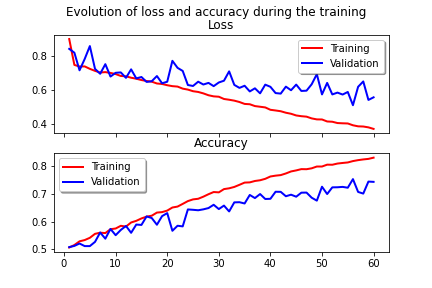 Evolution of loss and accuracy during the training
Loss
0.8
0.6
0.4
Training
Validation
Accuracy
0.8
0.7
0.6
0.5
Training
Validation
0
10
20
30
40
50
60